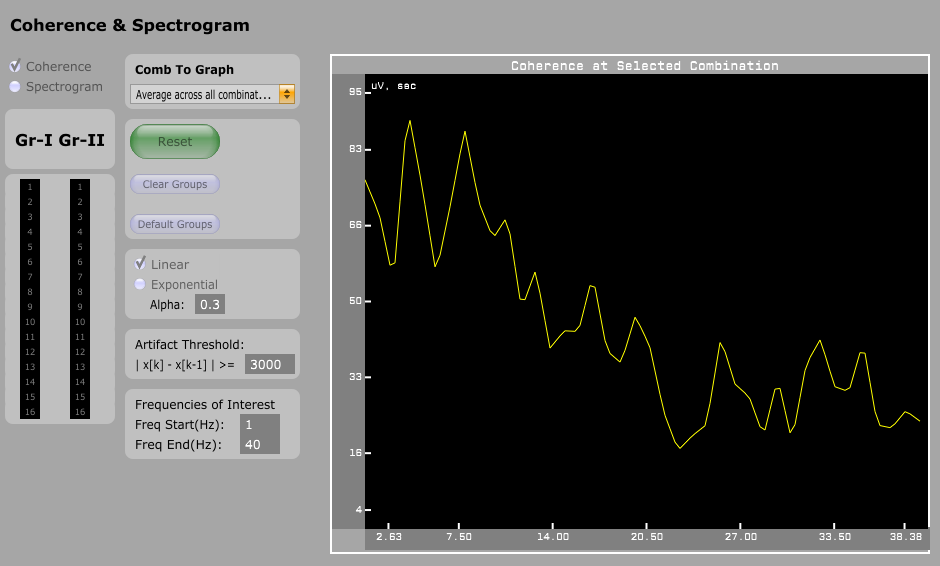 Coherence & Spectrogram
Coherence
Spectrogram
Gr-I Gr-II
1 1
2 2
3 3
4 4
5 5
6 6
7 7
8 8
9 9
10 10
11 11
12 12
13 13
14 14
15 15
16 16
Comb To Graph
Average across all combinat...
Reset
Clear Groups
Default Groups
Linear
Exponential
Alpha: 0.3
Artifact Threshold:
| x[k] - x[k-1] | >= 3000
Frequencies of Interest
Freq Start(Hz): 1
Freq End(Hz): 40
Coherence at Selected Combination
uV, sec
95
83
66
50
33
16
4
2.63 7.50 14.00 20.50 27.00 33.50 38.38